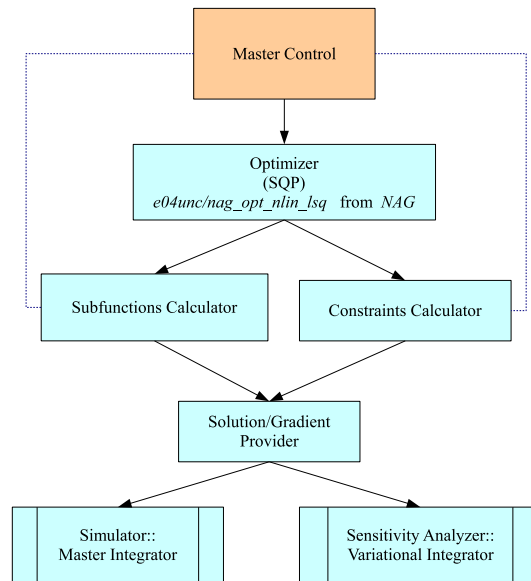 Master Control
Optimizer
(SQP)
e04unc/nag_opt_nlin_lsq from NAG
Subfunctions Calculator
Constraints Calculator
Solution/Gradient
Provider
Simulator::
Master Integrator
Sensitivity Analyzer::
Variational Integrator